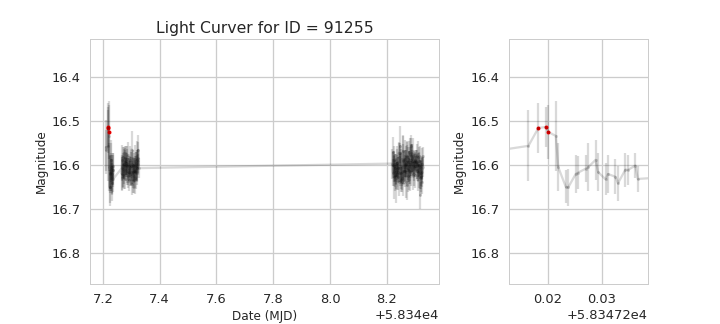 Light Curver for ID = 91255
16.4
16.5
16.6
16.7
16.8
Magnitude
7.2 7.4 7.6 7.8 8.0 8.2
Date (MJD)
+5.834e4
16.4
16.5
16.6
16.7
16.8
Magnitude
0.02 0.03
+5.83472e4